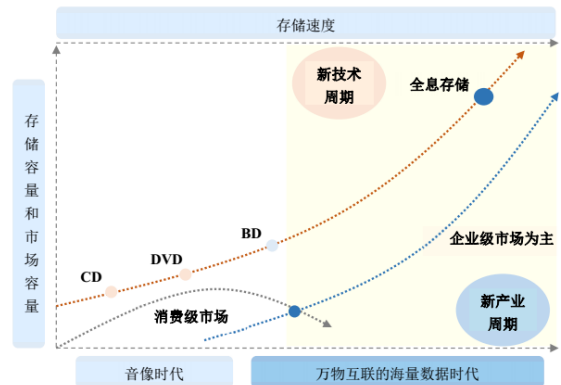 存储速度
新技术
周期
全息存储
存储容量和市场容量
BD
DVD
CD
企业级市场为主
消费级市场
新产业
周期
音像时代
万物互联的海量数据时代